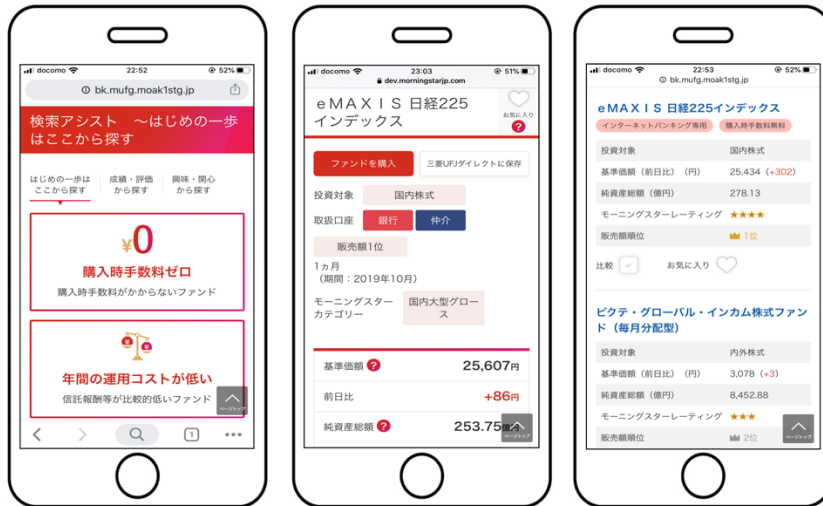 docomo 22:52 52%
bk.mufg.moak1stg.jp
検索アシスト ～はじめの一歩
はここから探す
はじめの一歩は
ここから探す
成績・評価
から探す
興味・関心
から探す
¥0
購入時手数料ゼロ
購入時手数料がかからないファンド
年間の運用コストが低い
信託報酬等が比較的低いファンド
ページトップ
1
docomo 23:03 51%
dev.morningstarjp.com
eMAXIS 日経225
インデックス
お気に入り
?
ファンドを購入 三菱UFJダイレクトに保存
投資対象 国内株式
取扱口座 銀行 仲介
販売額1位
1ヵ月
（期間：2019年10月）
モーニングスター
カテゴリー
国内大型グロー
ス
基準価額 ? 25,607円
前日比 +86円
純資産総額 ? 253.75億円
ページトップ
docomo 22:53 52%
bk.mufg.moak1stg.jp
eMAXIS 日経225インデックス
インターネットバンキング専用 購入時手数料無料
投資対象 国内株式
基準価額（前日比）（円） 25,434 (+302)
純資産総額（億円） 278.13
モーニングスターレーティング ★★★★
販売額順位 1位
比較 お気に入り
ピクテ・グローバル・インカム株式ファン
ド（毎月分配型）
投資対象 内外株式
基準価額（前日比）（円） 3,078 (+3)
純資産総額（億円） 8,452.88
モーニングスターレーティング ★★★
販売額順位 2位
ページトップ